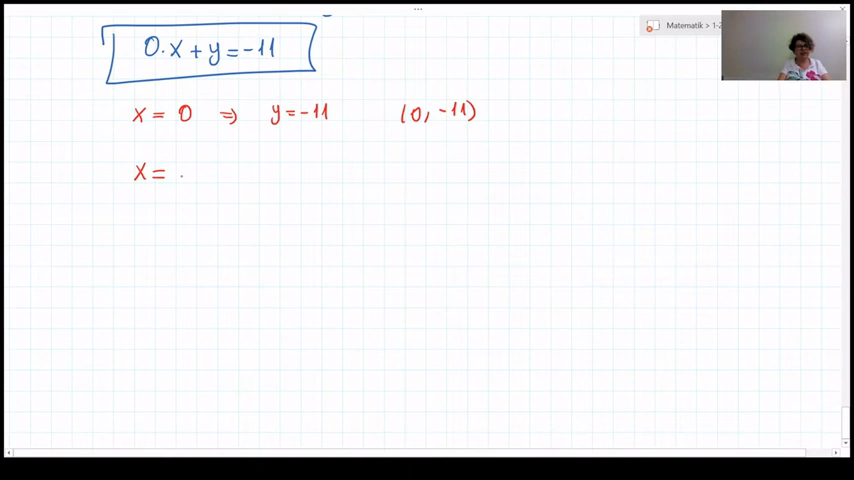 Matematik > 1-2
0·x + y = -11
x = 0 ⇒ y = -11 (0, -11)
x =